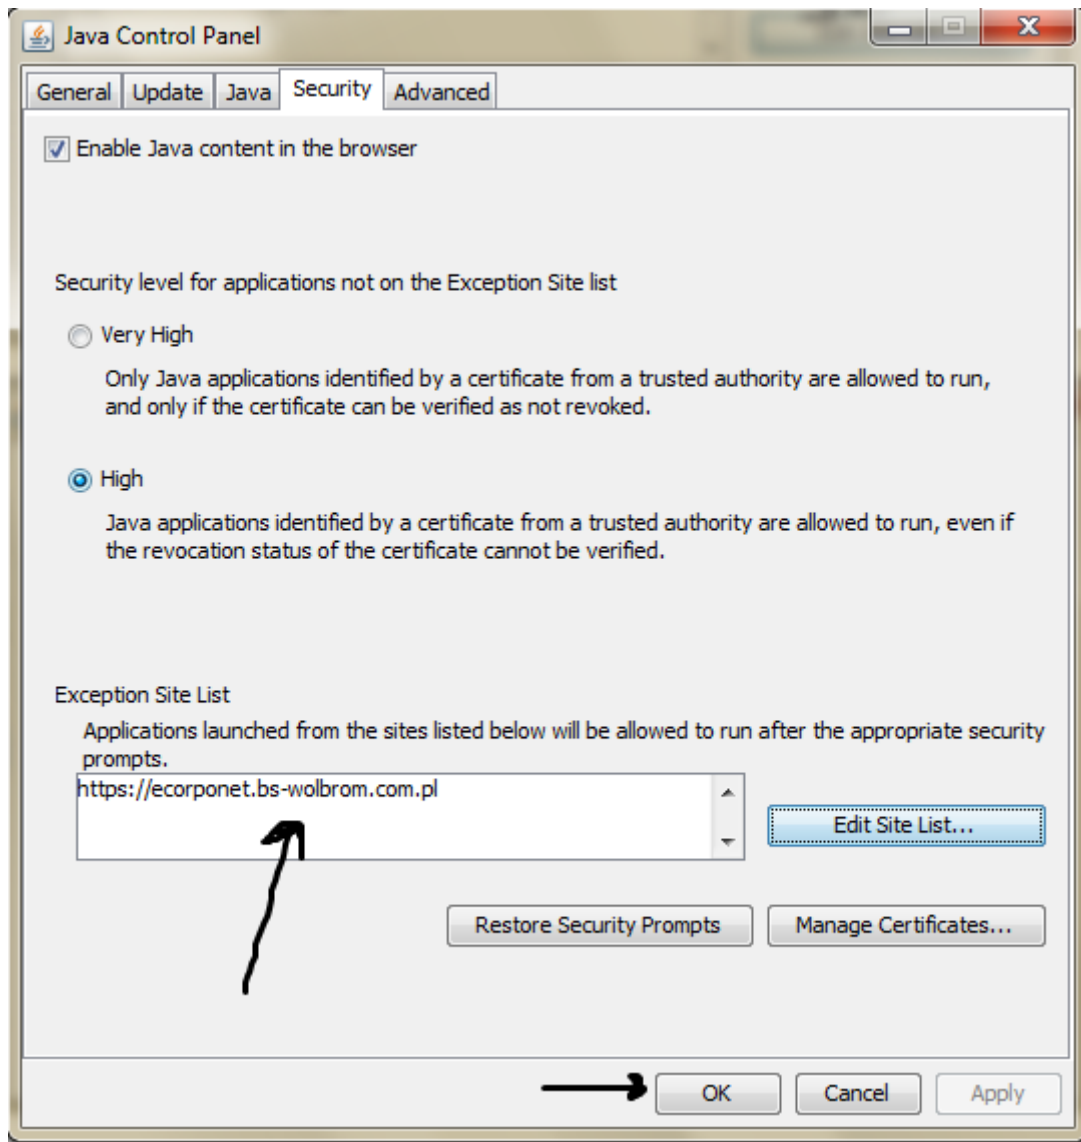 Java Control Panel
General Update Java Security Advanced
Enable Java content in the browser
Security level for applications not on the Exception Site list
Very High
Only Java applications identified by a certificate from a trusted authority are allowed to run,
and only if the certificate can be verified as not revoked.
High
Java applications identified by a certificate from a trusted authority are allowed to run, even if
the revocation status of the certificate cannot be verified.
Exception Site List
Applications launched from the sites listed below will be allowed to run after the appropriate security
prompts.
https://ecorponet.bs-wolbrom.com.pl
Edit Site List...
Restore Security Prompts Manage Certificates...
OK Cancel Apply